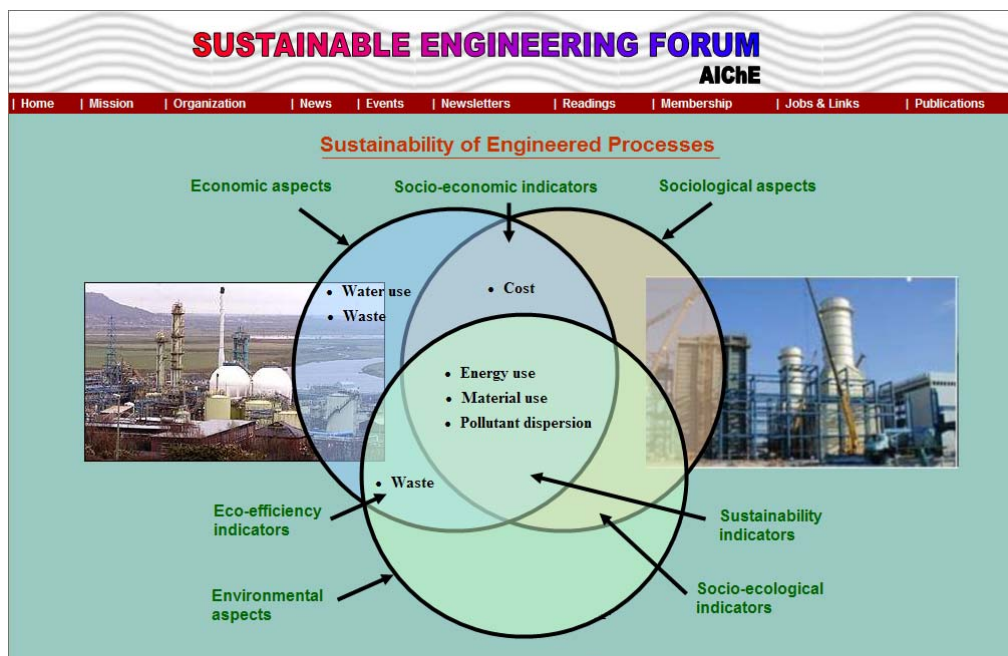 SUSTAINABLE ENGINEERING FORUM
AIChE
| Home | Mission | Organization | News | Events | Newsletters | Readings | Membership | Jobs & Links | Publications
Sustainability of Engineered Processes
Economic aspects
Socio-economic indicators
Sociological aspects
• Water use
• Waste
• Cost
• Energy use
• Material use
• Pollutant dispersion
• Waste
Eco-efficiency
indicators
Sustainability
indicators
Environmental
aspects
Socio-ecological
indicators